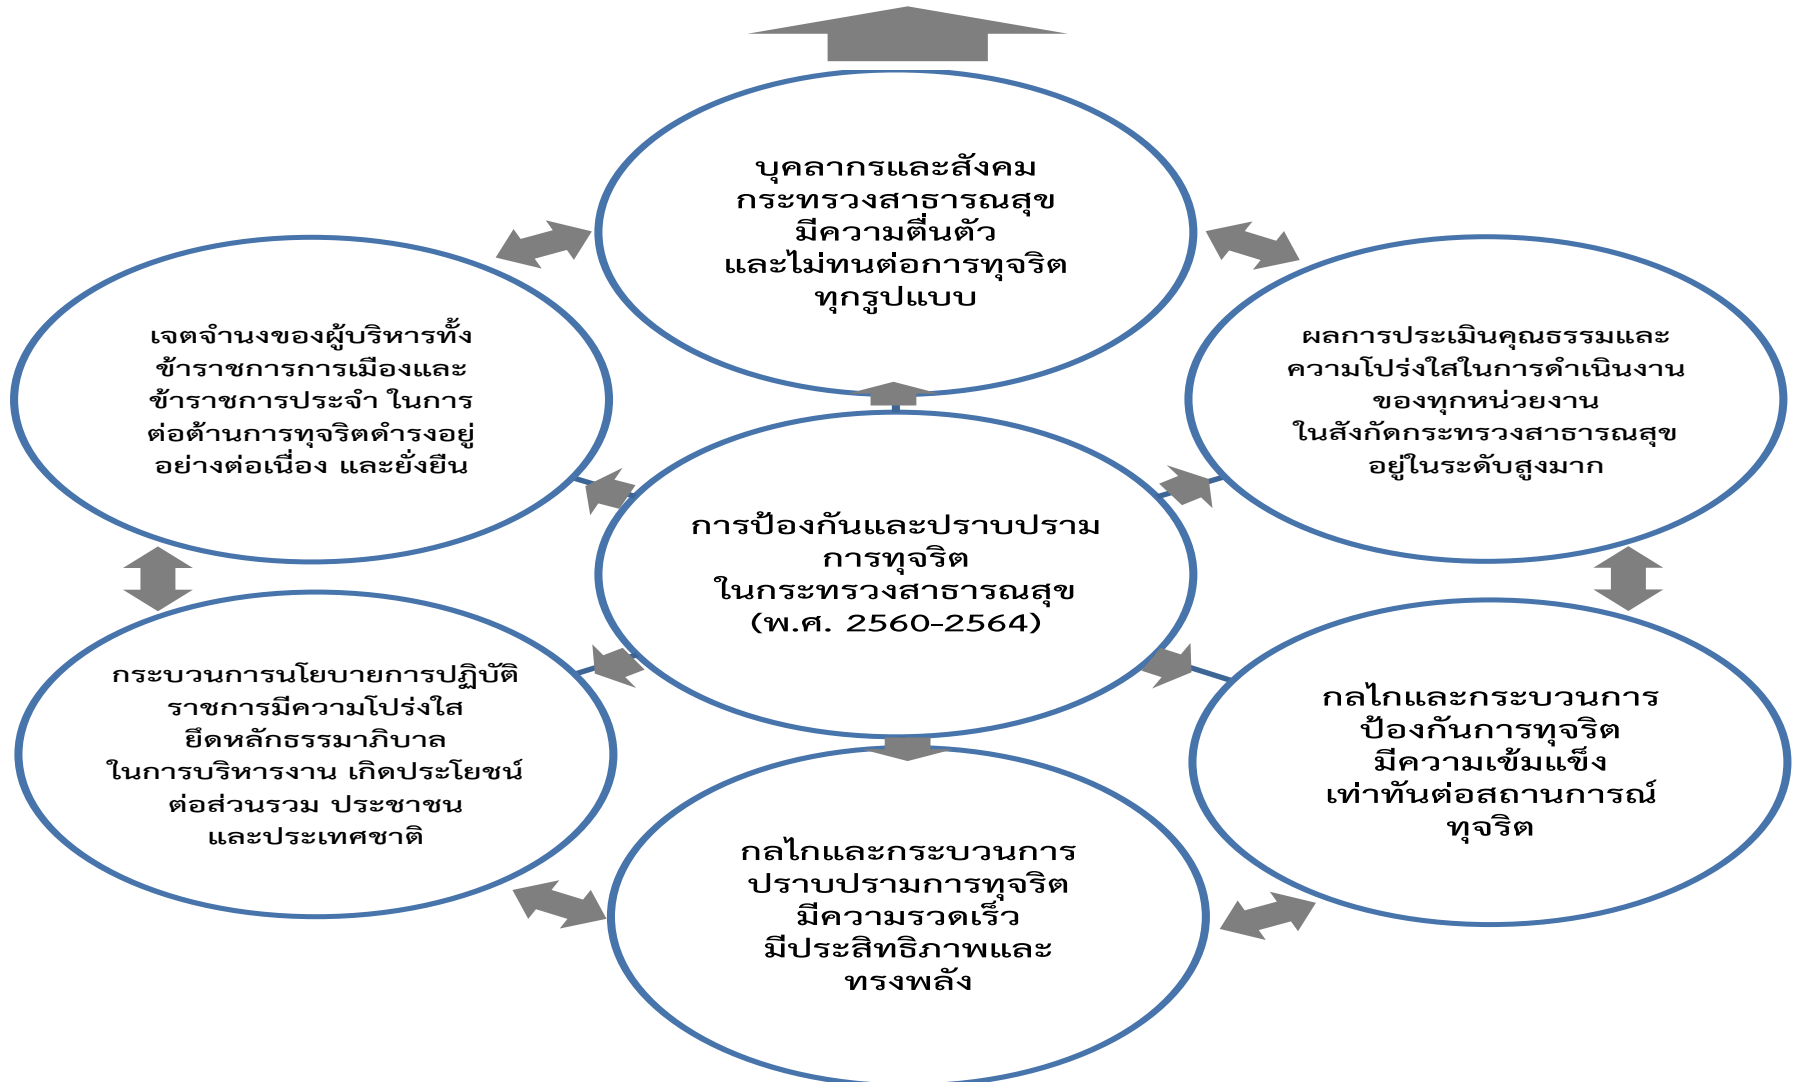 บุคลากรและสังคม
กระทรวงสาธารณสุข
มีความตื่นตัว
และไม่ทนต่อการทุจริต
ทุกรูปแบบ
เจตจำนงของผู้บริหารทั้ง
ข้าราชการการเมืองและ
ข้าราชการประจำ ในการ
ต่อต้านการทุจริตดำรงอยู่
อย่างต่อเนื่อง และยั่งยืน
ผลการประเมินคุณธรรมและ
ความโปร่งใสในการดำเนินงาน
ของทุกหน่วยงาน
ในสังกัดกระทรวงสาธารณสุข
อยู่ในระดับสูงมาก
การป้องกันและปราบปราม
การทุจริต
ในกระทรวงสาธารณสุข
(พ.ศ. 2560-2564)
กระบวนการนโยบายการปฏิบัติ
ราชการมีความโปร่งใส
ยึดหลักธรรมาภิบาล
ในการบริหารงาน เกิดประโยชน์
ต่อส่วนรวม ประชาชน
และประเทศชาติ
กลไกและกระบวนการ
ป้องกันการทุจริต
มีความเข้มแข็ง
เท่าทันต่อสถานการณ์
ทุจริต
กลไกและกระบวนการ
ปราบปรามการทุจริต
มีความรวดเร็ว
มีประสิทธิภาพและ
ทรงพลัง